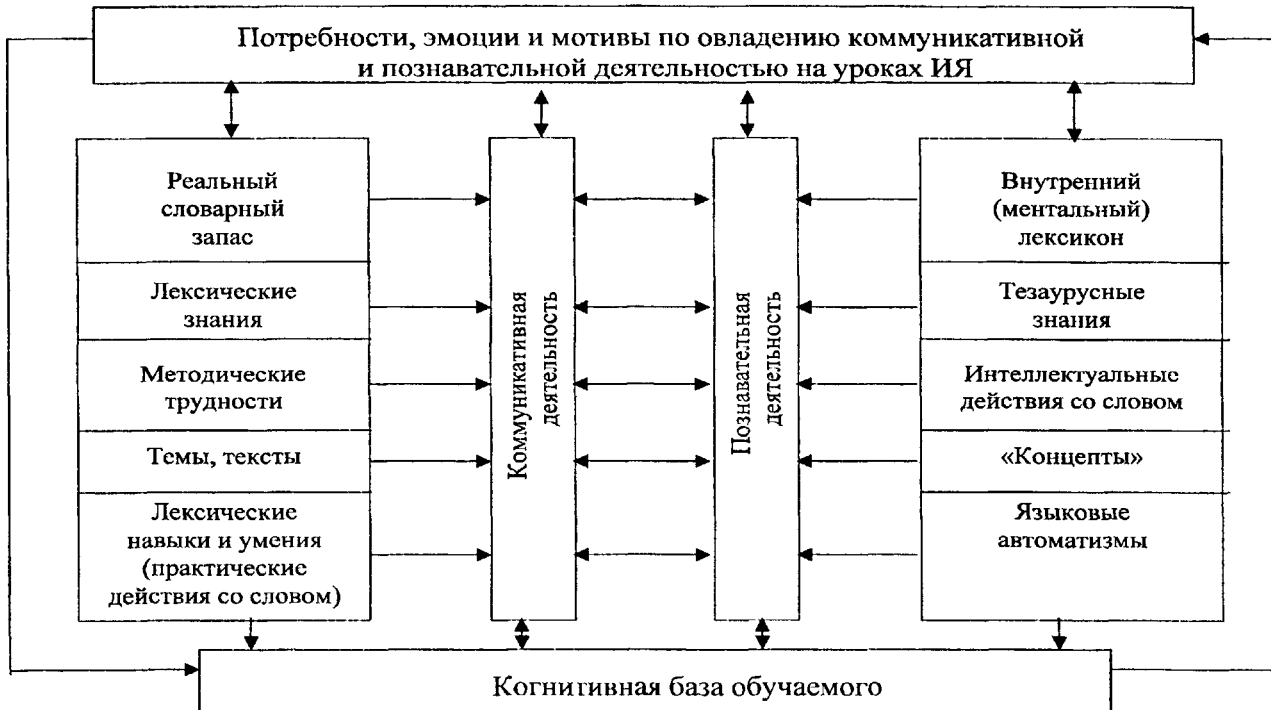 Потребности, эмоции и мотивы по овладению коммуникативной
и познавательной деятельностью на уроках ИЯ
Реальный
словарный
запас
Лексические
знания
Методические
трудности
Темы, тексты
Лексические
навыки и умения
(практические
действия со словом)
Коммуникативная
деятельность
Познавательная
деятельность
Внутренний
(ментальный)
лексикон
Тезаурусные
знания
Интеллектуальные
действия со словом
«Концепты»
Языковые
автоматизмы
Когнитивная база обучаемого